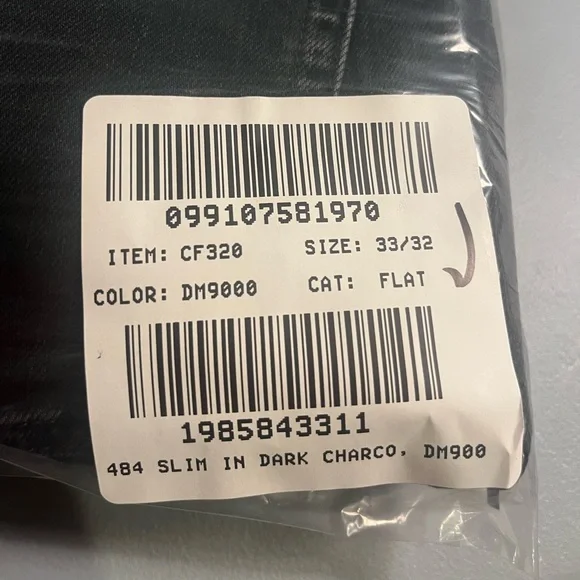 099107581970
ITEM: CF320 SIZE: 33/32
COLOR: DM9000 CAT: FLAT
1985843311
484 SLIM IN DARK CHARCO, DM900